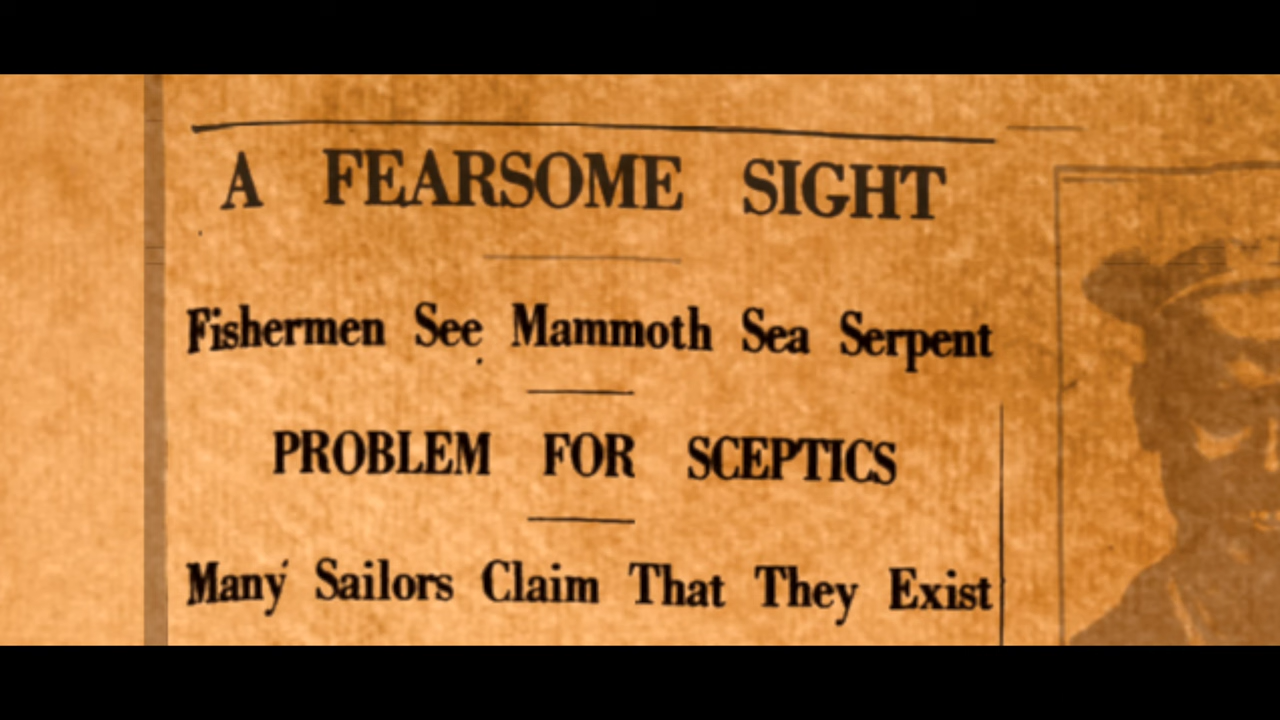 A FEARSOME SIGHT
Fishermen See Mammoth Sea Serpent
PROBLEM FOR SCEPTICS
Many Sailors Claim That They Exist